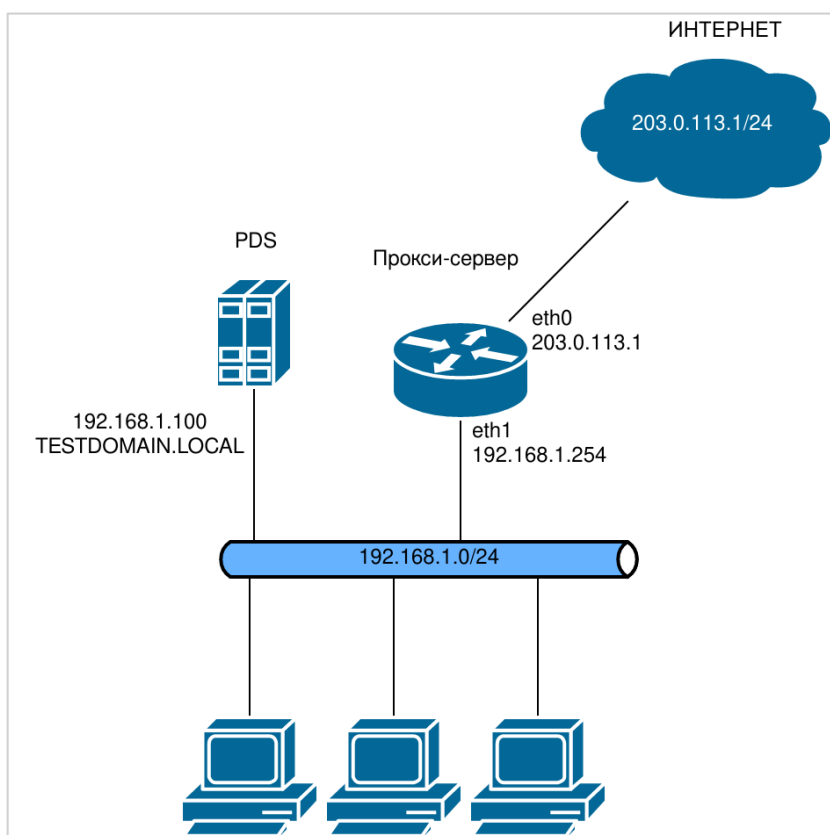 ИНТЕРНЕТ
203.0.113.1/24
PDS
Прокси-сервер
eth0
203.0.113.1
192.168.1.100
TESTDOMAIN.LOCAL
eth1
192.168.1.254
192.168.1.0/24